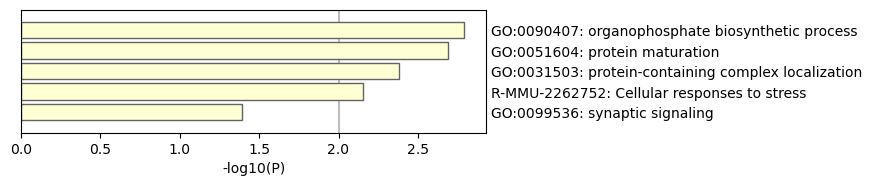 GO:0090407: organophosphate biosynthetic process
GO:0051604: protein maturation
GO:0031503: protein-containing complex localization
R-MMU-2262752: Cellular responses to stress
GO:0099536: synaptic signaling
0.0 0.5 1.0 1.5 2.0 2.5
-log10(P)